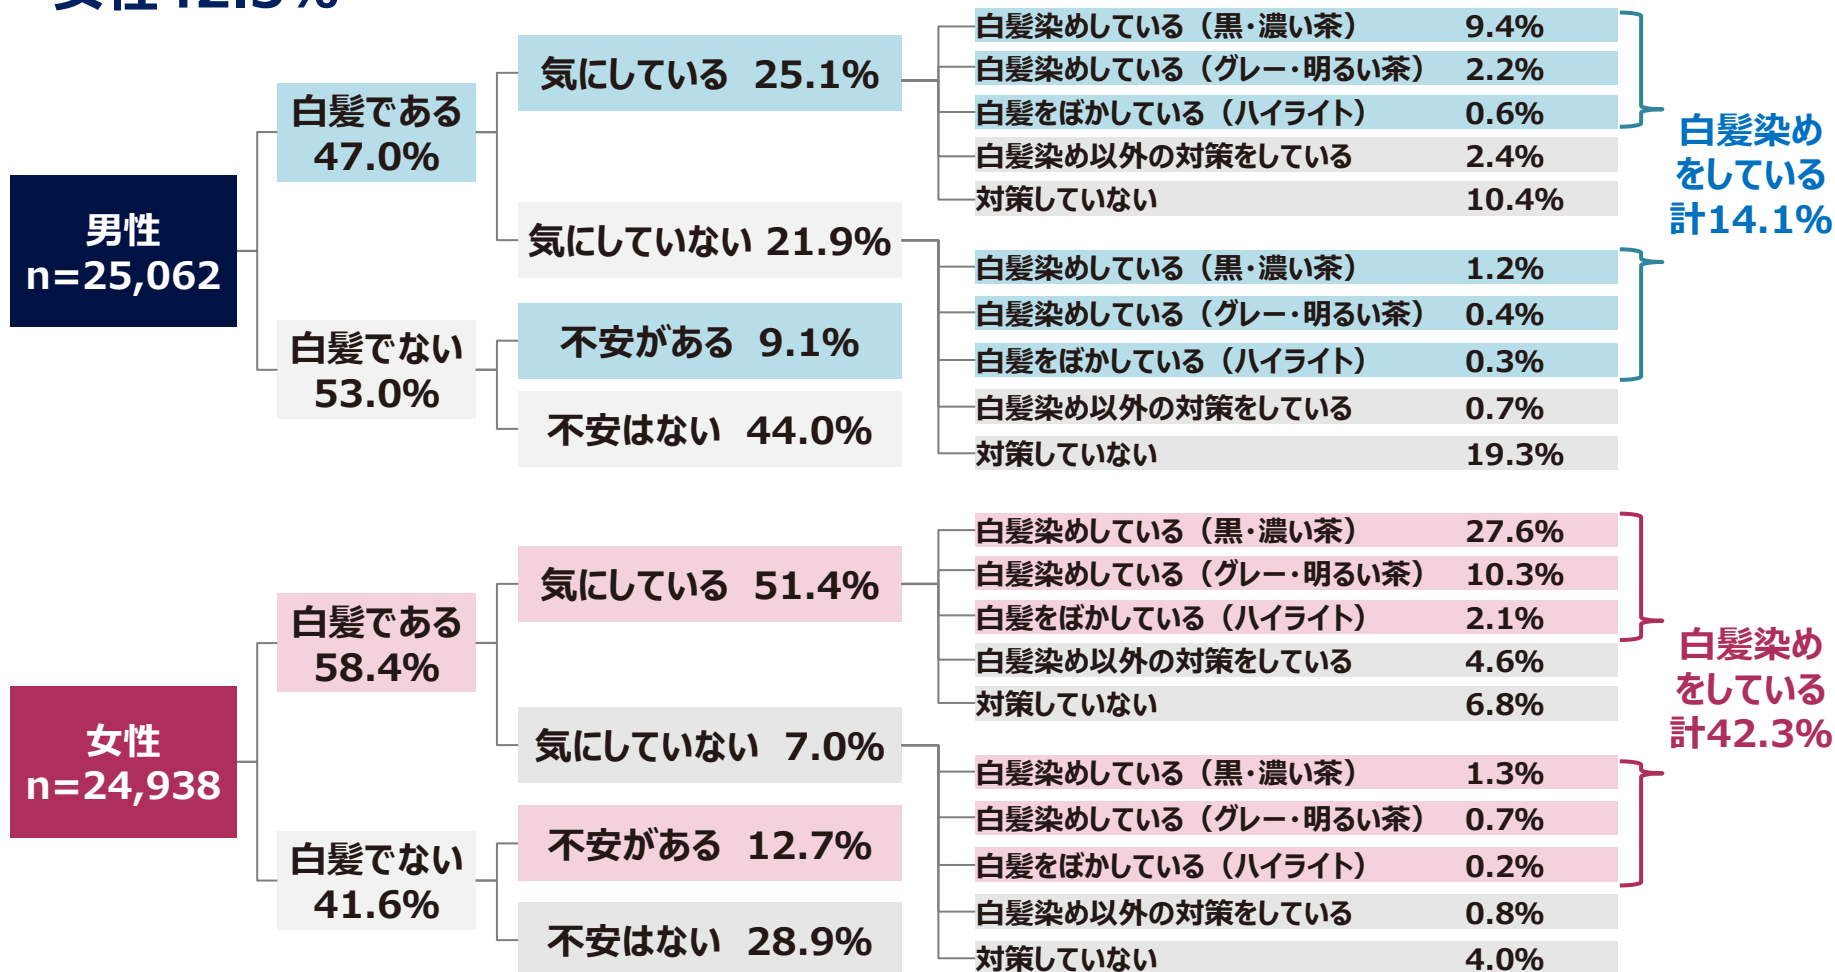 女性42.3%
男性
n=25,062
白髪である
47.0%
白髪でない
53.0%
気にしている 25.1%
気にしていない 21.9%
不安がある 9.1%
不安はない 44.0%
白髪染めしている（黒・濃い茶） 9.4%
白髪染めしている（グレー・明るい茶） 2.2%
白髪をぼかしている（ハイライト） 0.6%
白髪染め以外の対策をしている 2.4%
対策していない 10.4%
白髪染めしている（黒・濃い茶） 1.2%
白髪染めしている（グレー・明るい茶） 0.4%
白髪をぼかしている（ハイライト） 0.3%
白髪染め以外の対策をしている 0.7%
対策していない 19.3%
白髪染め
をしている
計14.1%
女性
n=24,938
白髪である
58.4%
白髪でない
41.6%
気にしている 51.4%
気にしていない 7.0%
不安がある 12.7%
不安はない 28.9%
白髪染めしている（黒・濃い茶） 27.6%
白髪染めしている（グレー・明るい茶） 10.3%
白髪をぼかしている（ハイライト） 2.1%
白髪染め以外の対策をしている 4.6%
対策していない 6.8%
白髪染めしている（黒・濃い茶） 1.3%
白髪染めしている（グレー・明るい茶） 0.7%
白髪をぼかしている（ハイライト） 0.2%
白髪染め以外の対策をしている 0.8%
対策していない 4.0%
白髪染め
をしている
計42.3%